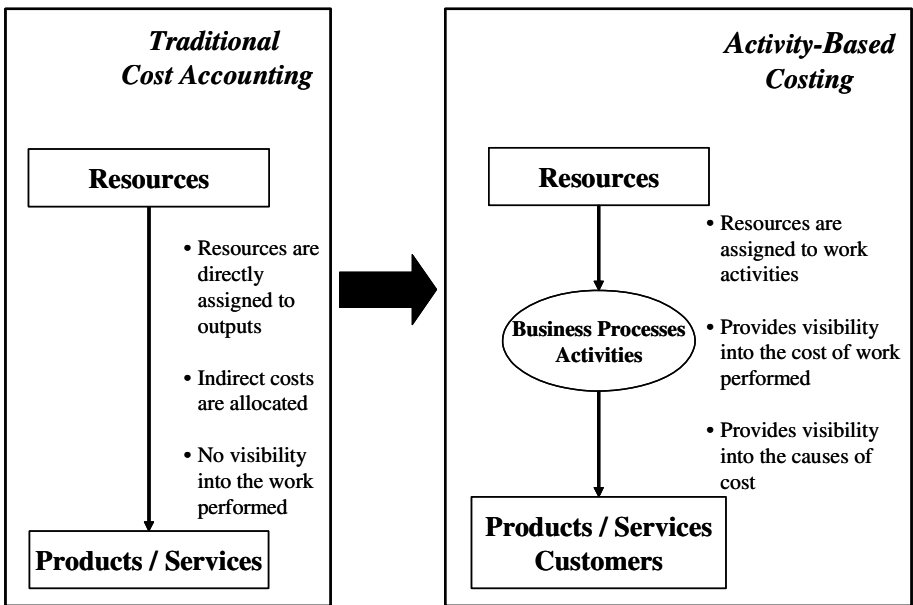 Traditional
Cost Accounting
Resources
• Resources are
directly
assigned to
outputs
• Indirect costs
are allocated
• No visibility
into the work
performed
Products / Services
Activity-Based
Costing
Resources
• Resources are
assigned to work
activities
Business Processes
Activities
• Provides visibility
into the cost of work
performed
• Provides visibility
into the causes of
cost
Products / Services
Customers